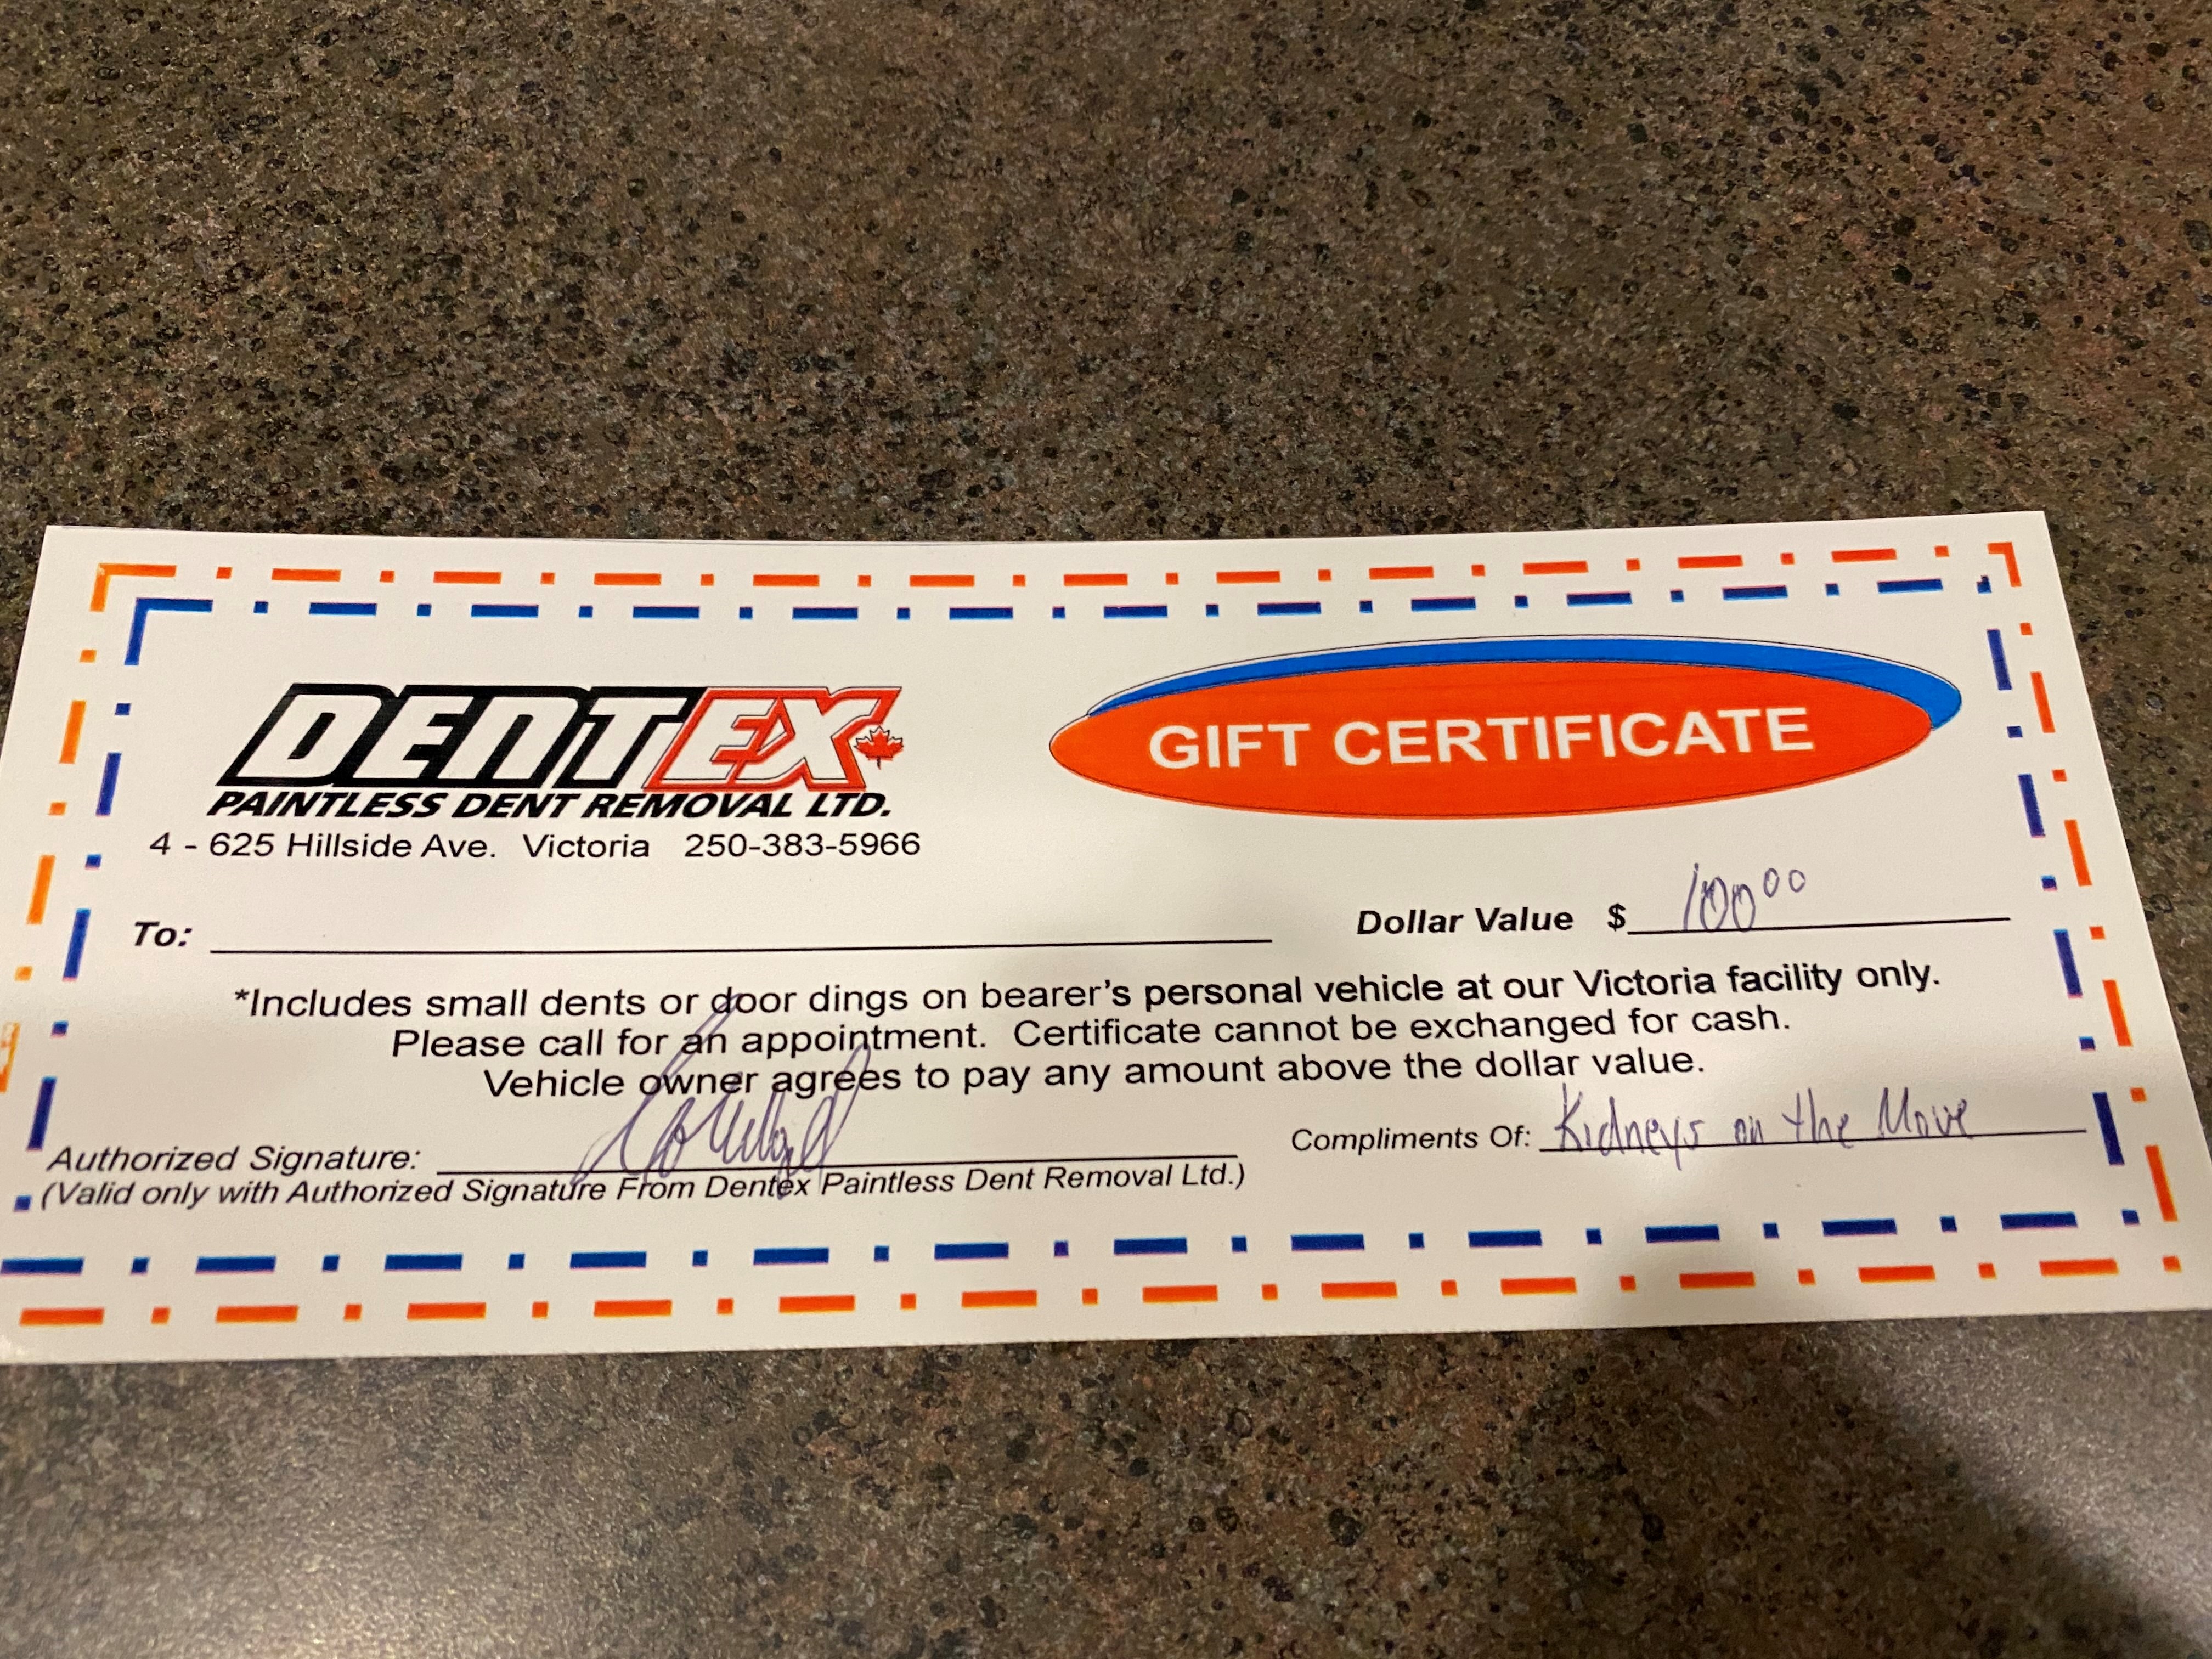 DENTEX
PAINTLESS DENT REMOVAL LTD.
4 - 625 Hillside Ave. Victoria 250-383-5966
GIFT CERTIFICATE
To:
Dollar Value $ 100 00
*Includes small dents or door dings on bearer's personal vehicle at our Victoria facility only.
Please call for an appointment. Certificate cannot be exchanged for cash.
Vehicle owner agrees to pay any amount above the dollar value.
Authorized Signature:
(Valid only with Authorized Signature From Dentex Paintless Dent Removal Ltd.)
Compliments Of: Kidneys on the Move